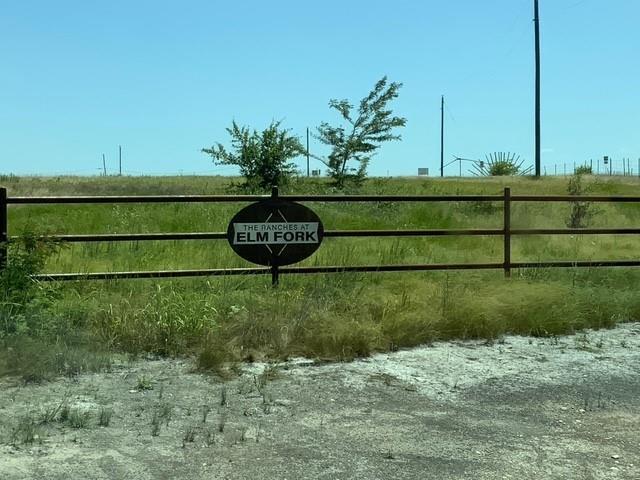 THE RANCHES AT
ELM FORK